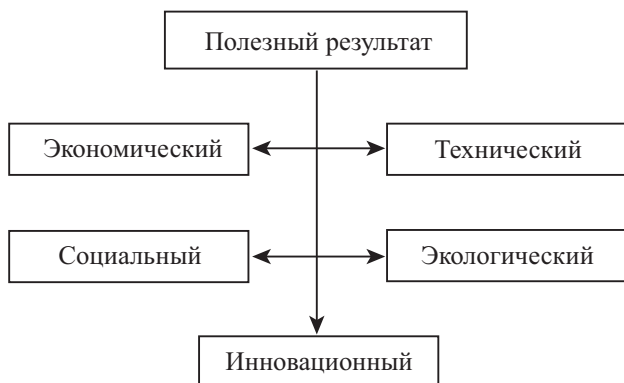 Полезный результат
Экономический
Технический
Социальный
Экологический
Инновационный